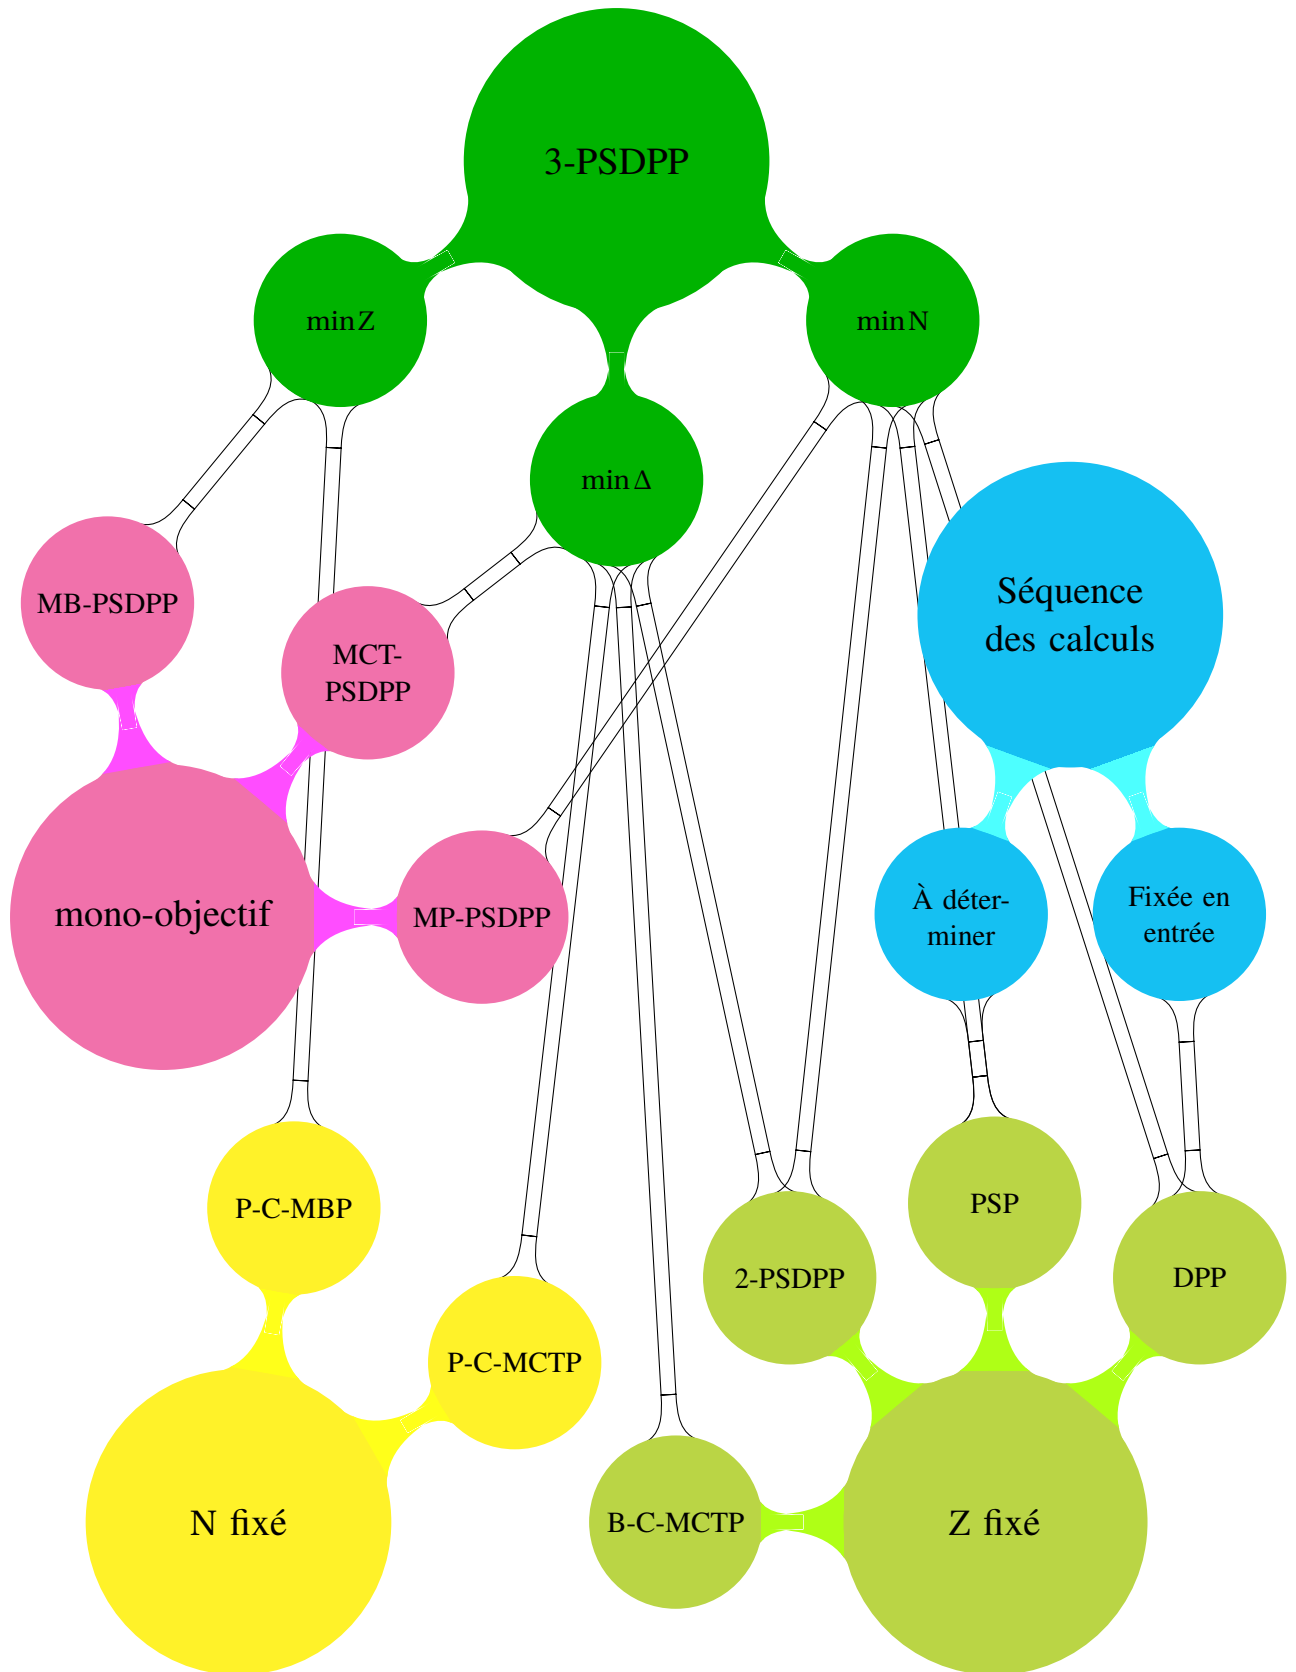 3-PSDPP
min Z
min N
min Δ
Séquence
des calculs
MB-PSDPP
MCT-
PSDPP
mono-objectif
MP-PSDPP
À déter-
miner
Fixée en
entrée
P-C-MBP
PSP
2-PSDPP
DPP
P-C-MCTP
N fixé
B-C-MCTP
Z fixé